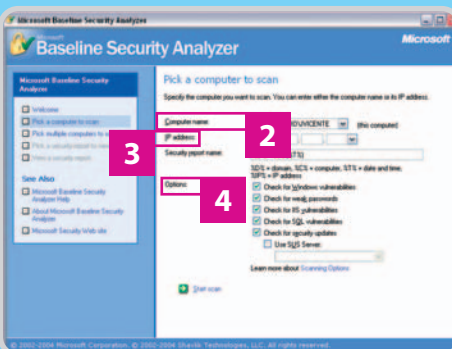 Microsoft Baseline Security Analyzer
Microsoft
Baseline Security Analyzer
Microsoft
Microsoft Baseline Security
Analyzer
Welcome
Pick a computer to scan
Pick multiple computers to
Pick a security report to view
View a security report
See Also
Microsoft Baseline Security
Analyzer Help
About Microsoft Baseline Security
Analyzer
Microsoft Security Web site
Pick a computer to scan
Specify the computer you want to scan. You can enter either the computer name or its IP address.
Computer name:
2
(this computer)
3
IP address:
Security report name:
%D% = domain, %C% = computer, %T% = date and time,
%IP% = IP address
4
Options:
Check for Windows vulnerabilities
Check for weak passwords
Check for IIS vulnerabilities
Check for SQL vulnerabilities
Check for security updates
Use SUS Server:
Learn more about Scanning Options
Start scan
© 2002-2004 Microsoft Corporation. © 2002-2004 Shavlik Technologies, LLC. All rights reserved.